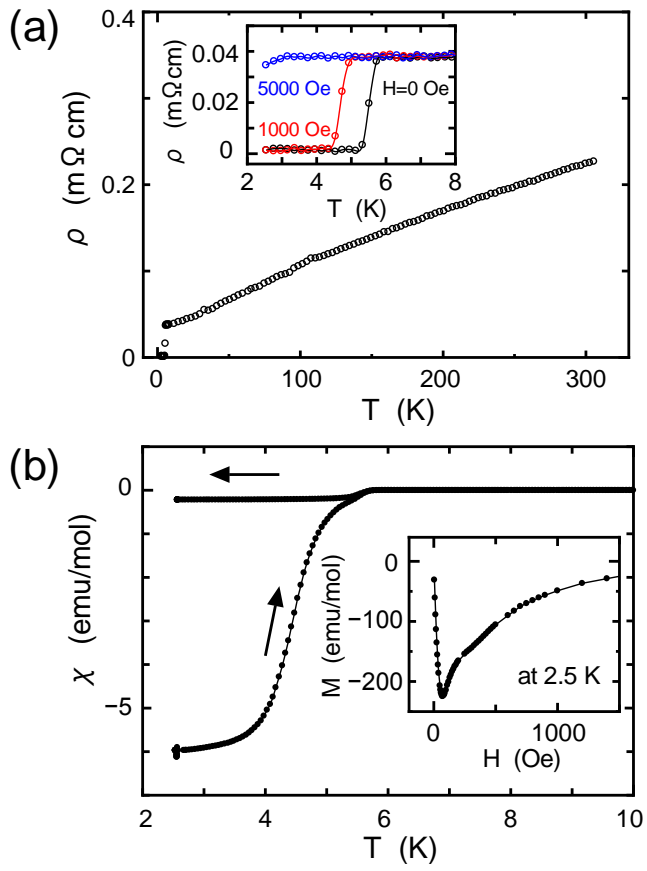 (a)
0.4
0.2
0
ρ (mΩcm)
0.04
0.02
0
ρ (mΩcm)
5000 Oe
H=0 Oe
1000 Oe
2 4 6 8
T (K)
0 100 200 300
T (K)
(b)
0
−5
χ (emu/mol)
0
−100
−200
M (emu/mol)
at 2.5 K
0 1000
H (Oe)
2 4 6 8 10
T (K)